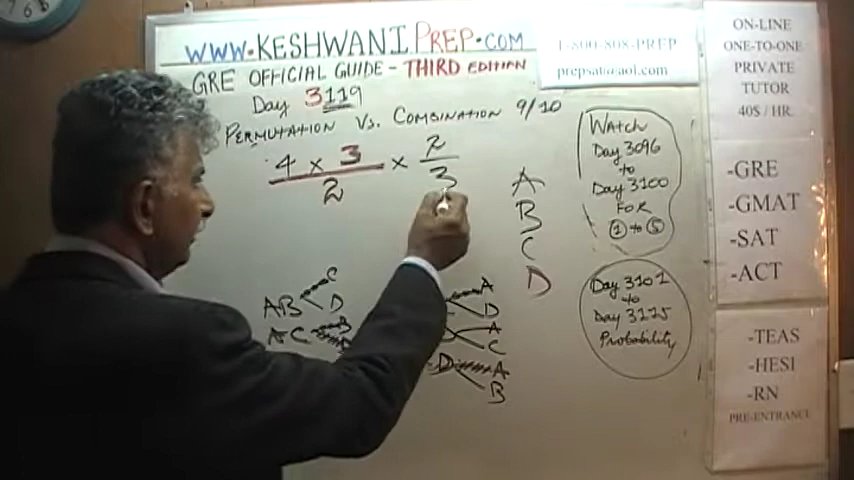 WWW.KESHWANIPREP.COM
GRE OFFICIAL GUIDE - THIRD EDITION
Day 3119
PERMUTATION VS. COMBINATION 9/10
4 x 3 x 2
2 3
A
B
C
D
AB C
D
AC B
A
D
A
C
D A
B
1-800-808-PREP
prepsat@aol.com
WATCH
Day 3096
to
Day 3100
FOR
① to ⑤
Day 3101
to
Day 3115
Probability
ON-LINE
ONE-TO-ONE
PRIVATE
TUTOR
40$ / HR.
-GRE
-GMAT
-SAT
-ACT
-TEAS
-HESI
-RN
PRE-ENTRANCE